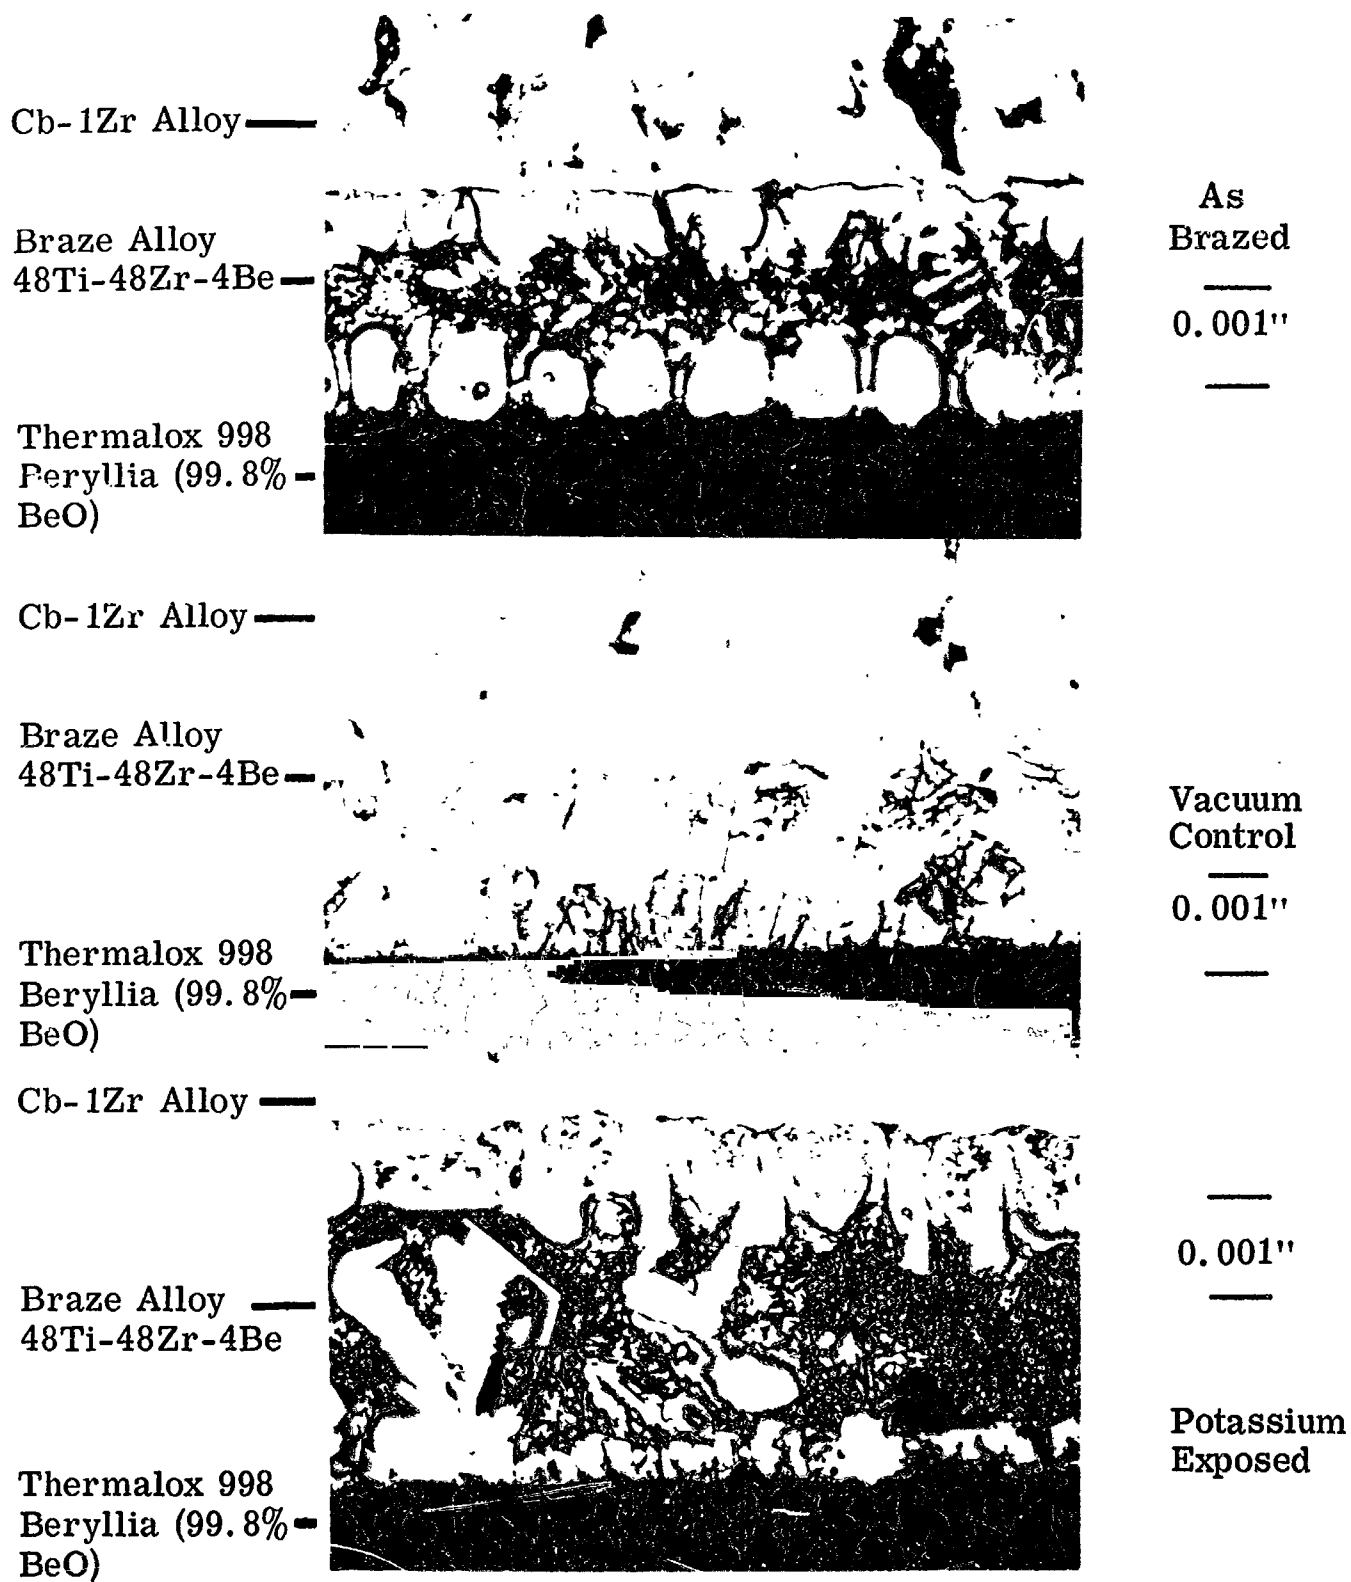 Cb-1Zr Alloy
Braze Alloy
48Ti-48Zr-4Be
Thermalox 998
Beryllia (99.8%
BeO)
As
Brazed
0.001"
Cb-1Zr Alloy
Braze Alloy
48Ti-48Zr-4Be
Thermalox 998
Beryllia (99.8%
BeO)
Vacuum
Control
0.001"
Cb-1Zr Alloy
Braze Alloy
48Ti-48Zr-4Be
Thermalox 998
Beryllia (99.8%
BeO)
0.001"
Potassium
Exposed